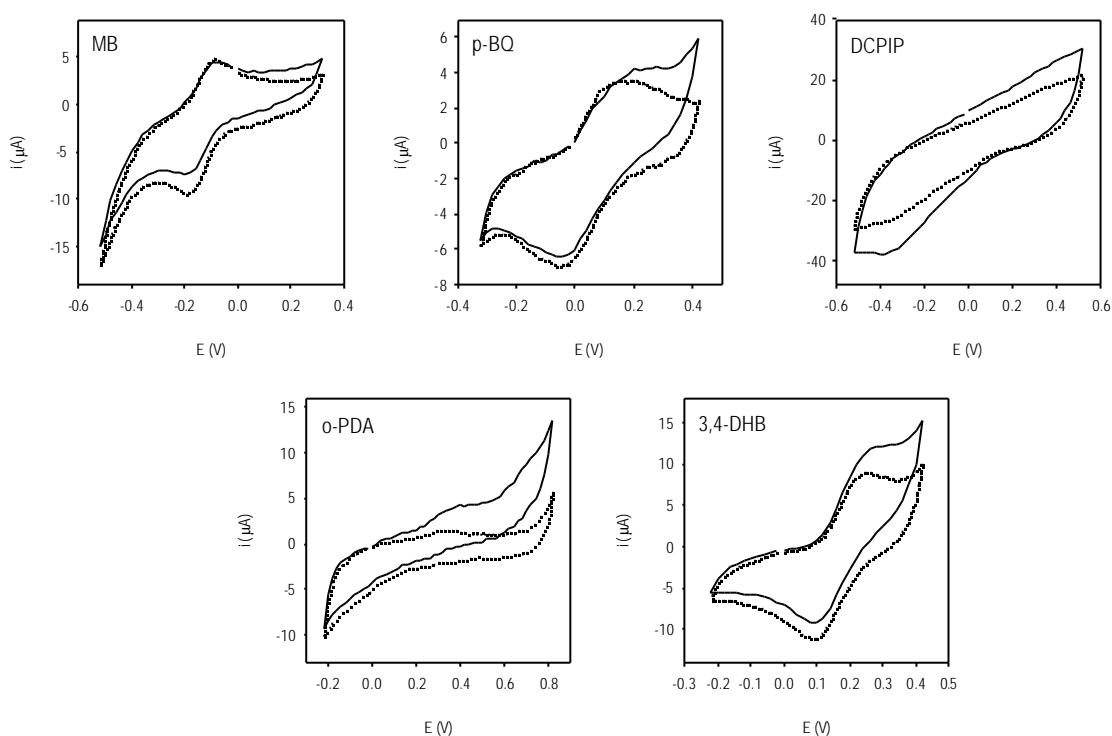 MB
5
0
-5
-10
-15
i ( μA)
-0.6 -0.4 -0.2 0.0 0.2 0.4
E (V)
p-BQ
6
4
2
0
-2
-4
-6
-8
i ( μA)
-0.4 -0.2 0.0 0.2 0.4
E (V)
DCPIP
40
20
0
-20
-40
i ( μA)
-0.6 -0.4 -0.2 0.0 0.2 0.4 0.6
E (V)
o-PDA
15
10
5
0
-5
-10
i ( μA)
-0.2 0.0 0.2 0.4 0.6 0.8
E (V)
3,4-DHB
15
10
5
0
-5
-10
i ( μA)
-0.3 -0.2 -0.1 0.0 0.1 0.2 0.3 0.4 0.5
E (V)